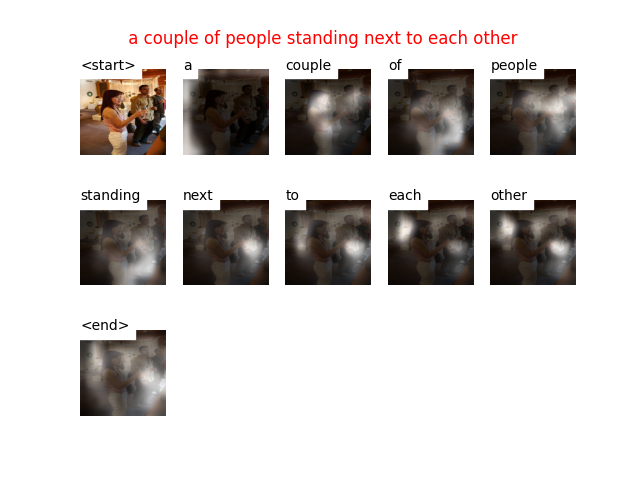 a couple of people standing next to each other
<start> a couple of people
standing next to each other
<end>